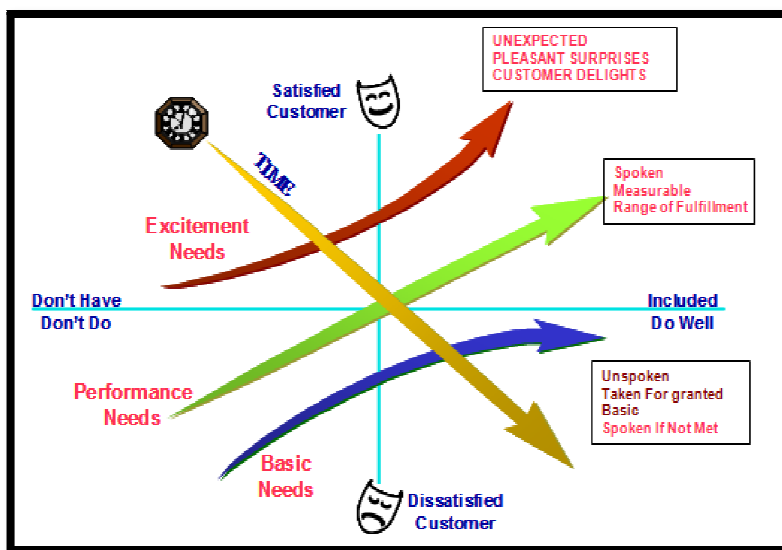 UNEXPECTED
PLEASANT SURPRISES
CUSTOMER DELIGHTS
Satisfied
Customer
TIME
Spoken
Measurable
Range of Fulfillment
Excitement
Needs
Don't Have
Don't Do
Included
Do Well
Performance
Needs
Unspoken
Taken For granted
Basic
Spoken If Not Met
Basic
Needs
Dissatisfied
Customer